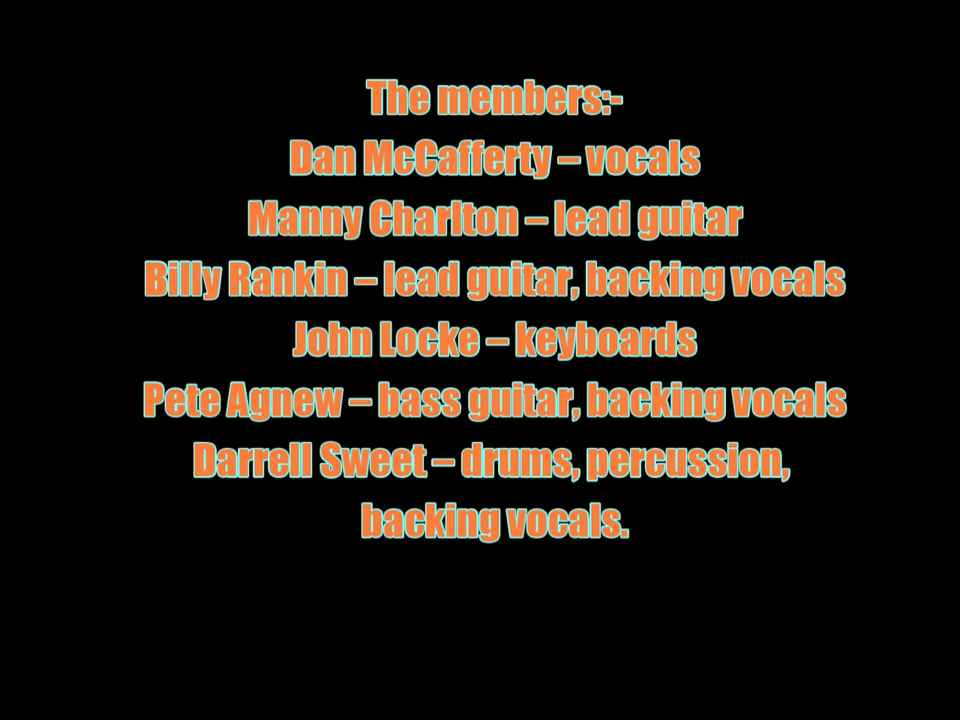 The members:-
Dan McCafferty – vocals
Manny Charlton – lead guitar
Billy Rankin – lead guitar, backing vocals
John Locke – keyboards
Pete Agnew – bass guitar, backing vocals
Darrell Sweet – drums, percussion,
backing vocals.